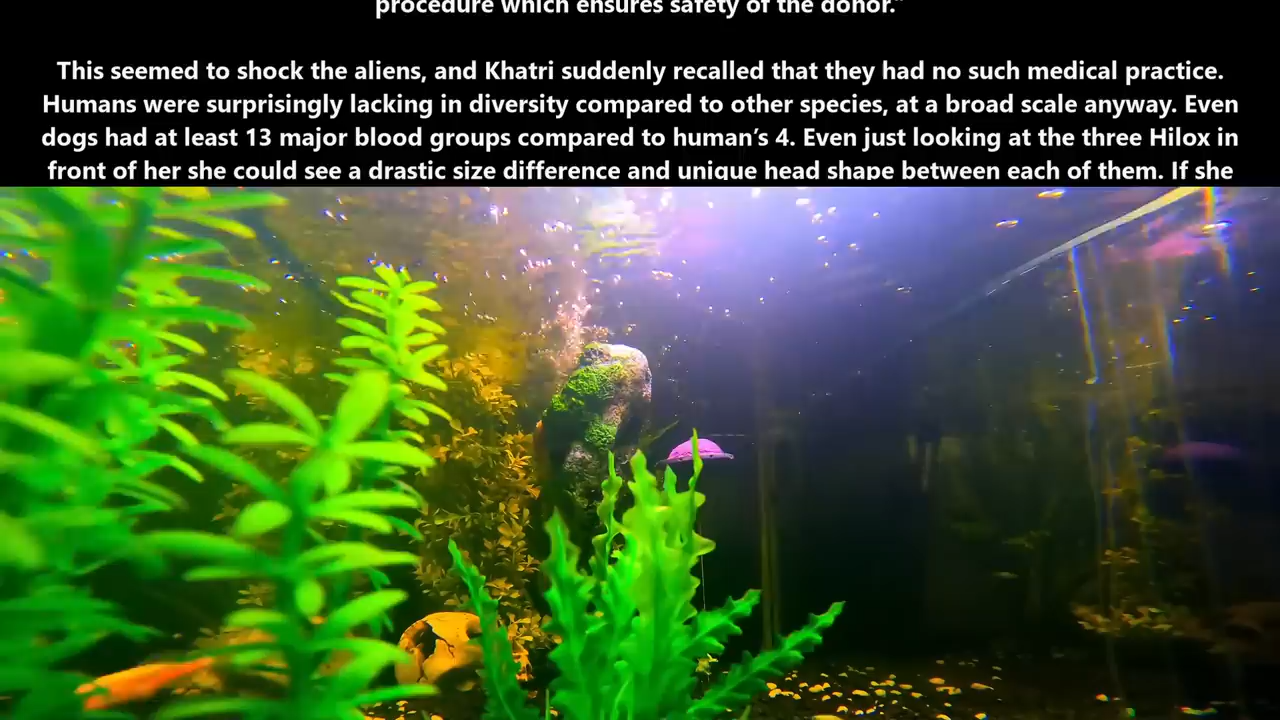 procedure which ensures safety of the donor.”
This seemed to shock the aliens, and Khatri suddenly recalled that they had no such medical practice.
Humans were surprisingly lacking in diversity compared to other species, at a broad scale anyway. Even
dogs had at least 13 major blood groups compared to human’s 4. Even just looking at the three Hilox in
front of her she could see a drastic size difference and unique head shape between each of them. If she